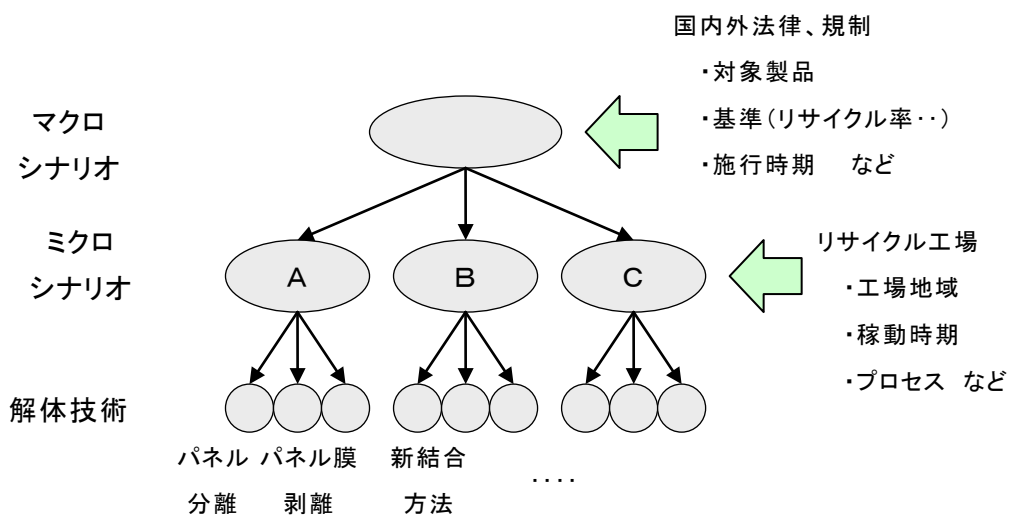 国内外法律、規制
・対象製品
・基準（リサイクル率‥）
・施行時期　など
マクロ
シナリオ
ミクロ
シナリオ
A
B
C
リサイクル工場
・工場地域
・稼動時期
・プロセス　など
解体技術
パネル
分離
パネル膜
剥離
新結合
方法
‥‥